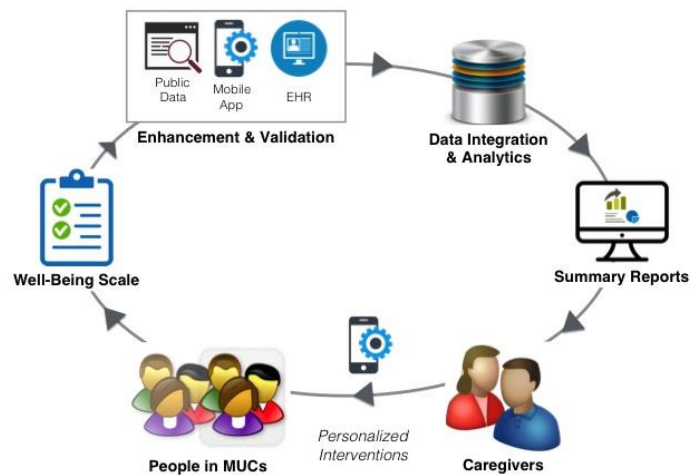 Public
Data
Mobile
App
EHR
Enhancement & Validation
Data Integration
& Analytics
Well-Being Scale
Summary Reports
People in MUCs
Personalized
Interventions
Caregivers